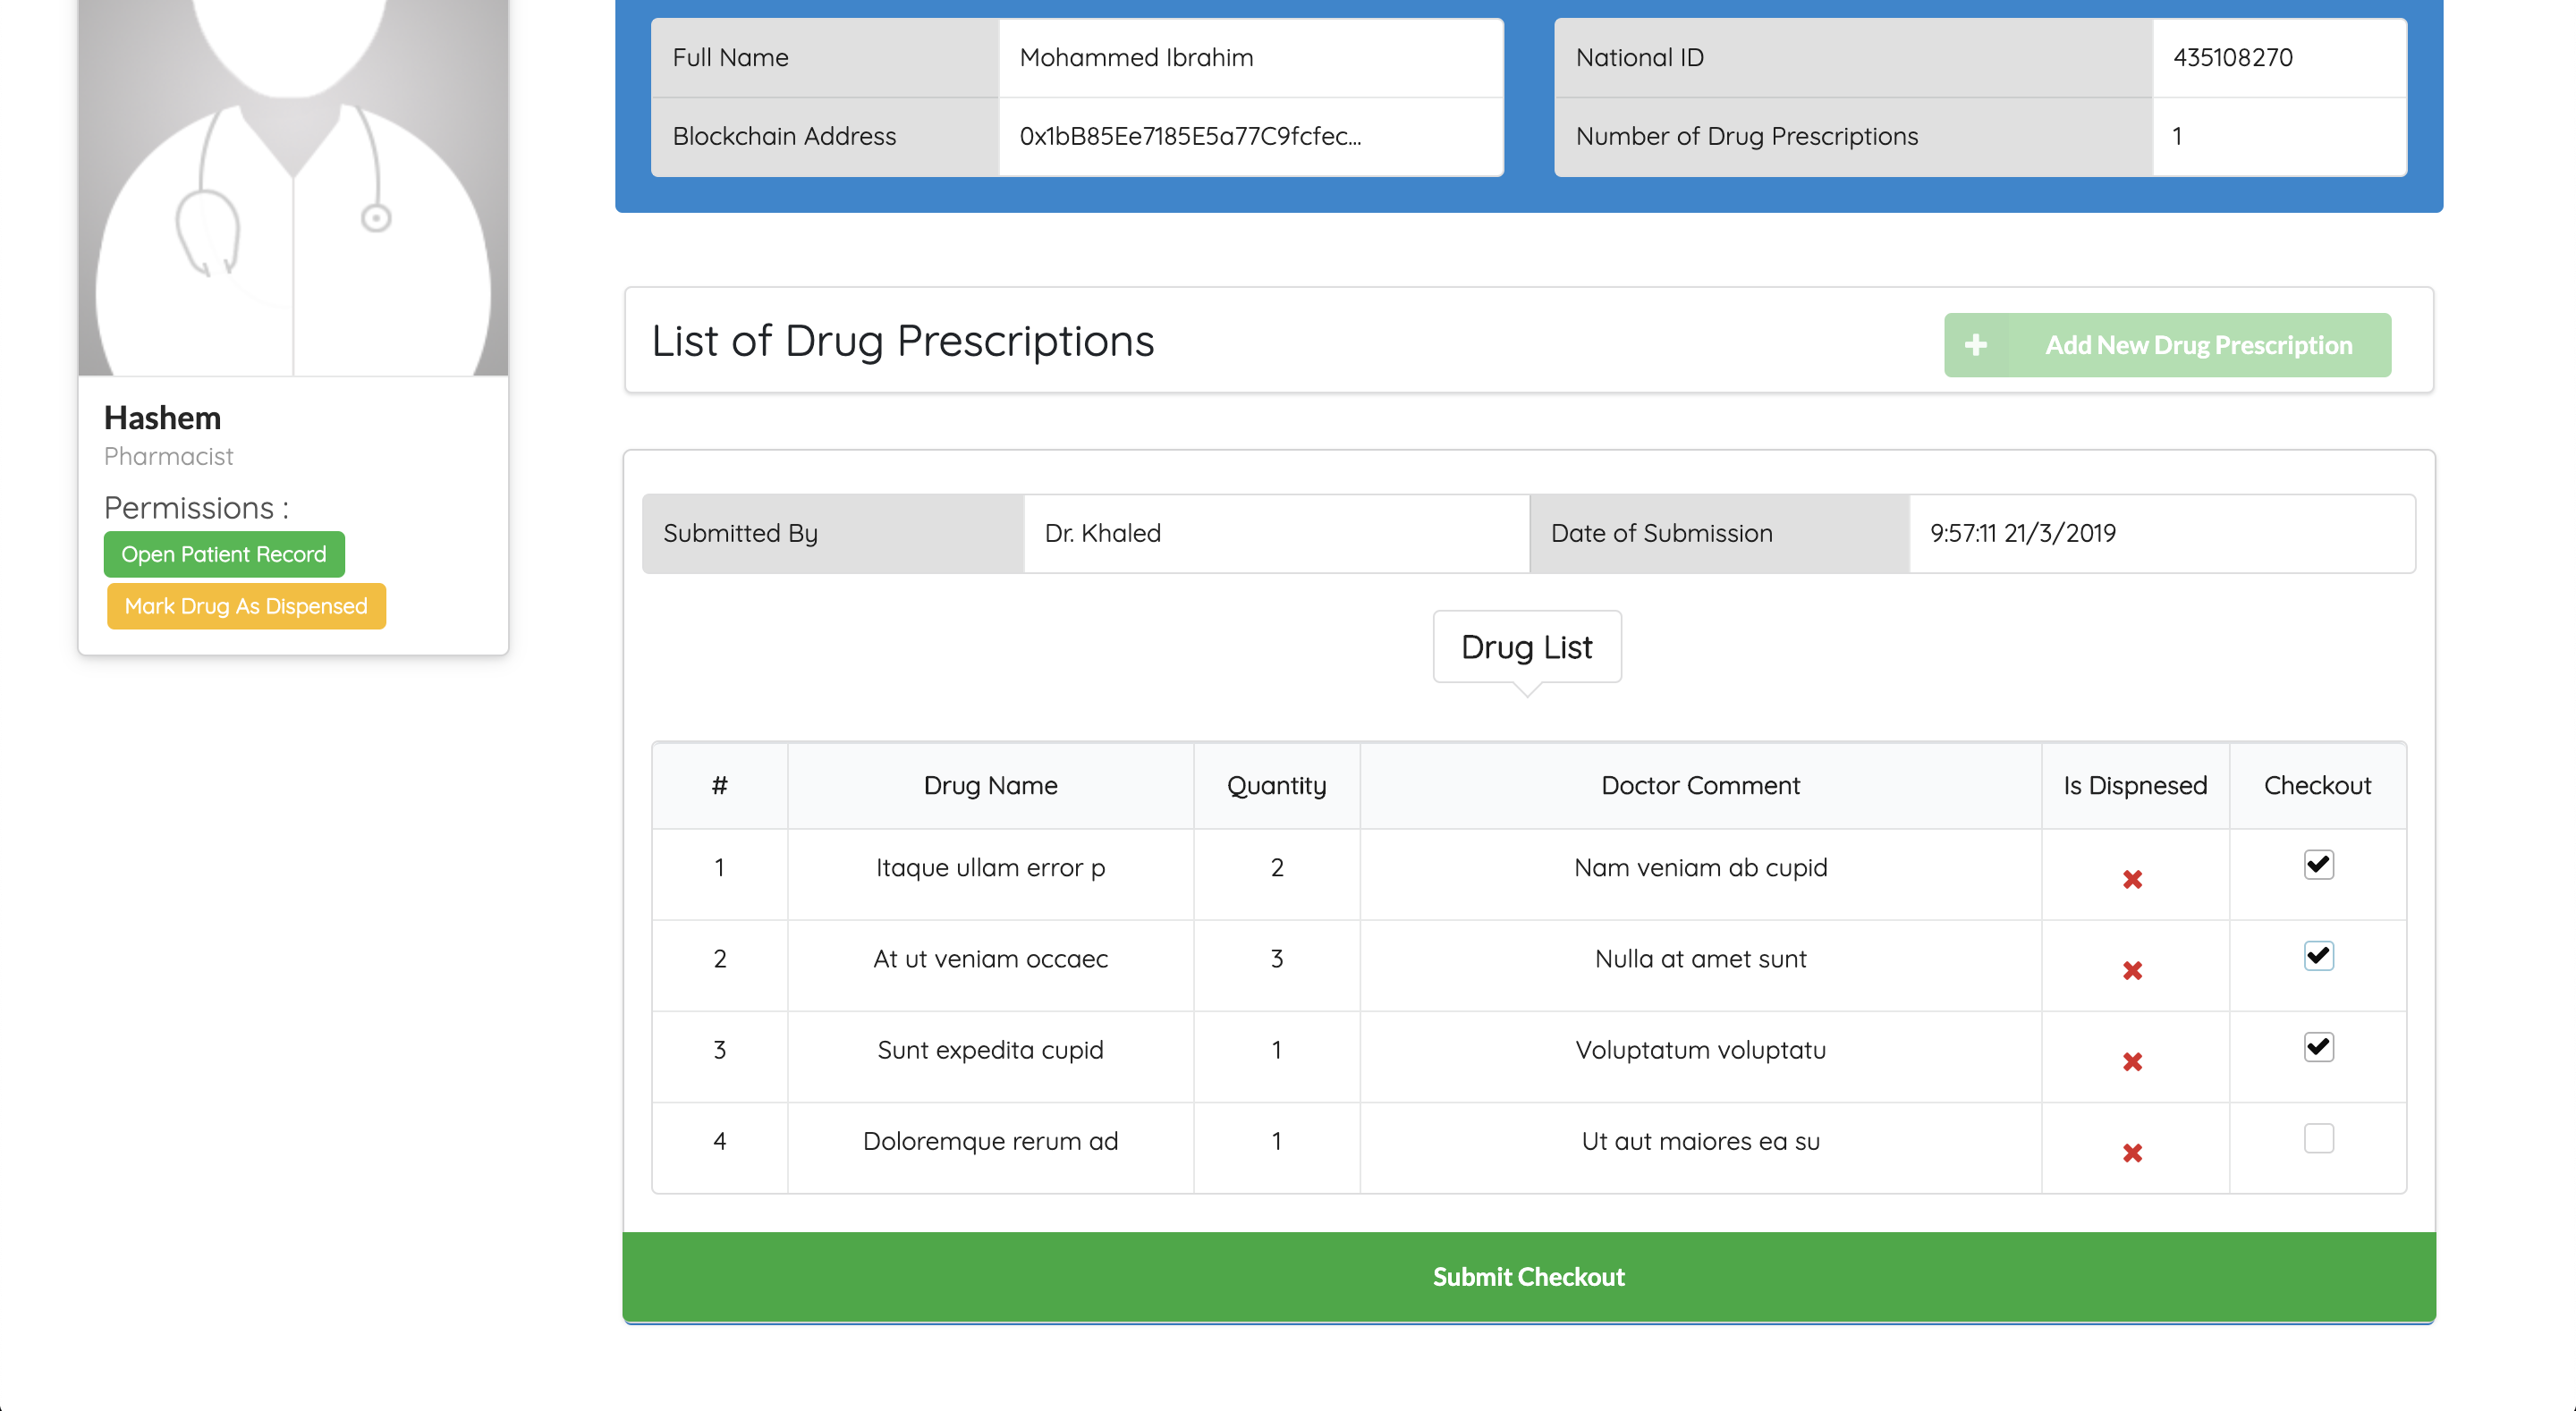 Full Name Mohammed Ibrahim National ID 435108270
Blockchain Address 0x1bB85Ee7185E5a77C9fcfec... Number of Drug Prescriptions 1
Hashem
Pharmacist
Permissions :
Open Patient Record
Mark Drug As Dispensed
List of Drug Prescriptions Add New Drug Prescription
Submitted By Dr. Khaled Date of Submission 9:57:11 21/3/2019
Drug List
# Drug Name Quantity Doctor Comment Is Dispnesed Checkout
1 Itaque ullam error p 2 Nam veniam ab cupid
2 At ut veniam occaec 3 Nulla at amet sunt
3 Sunt expedita cupid 1 Voluptatum voluptatu
4 Doloremque rerum ad 1 Ut aut maiores ea su
Submit Checkout